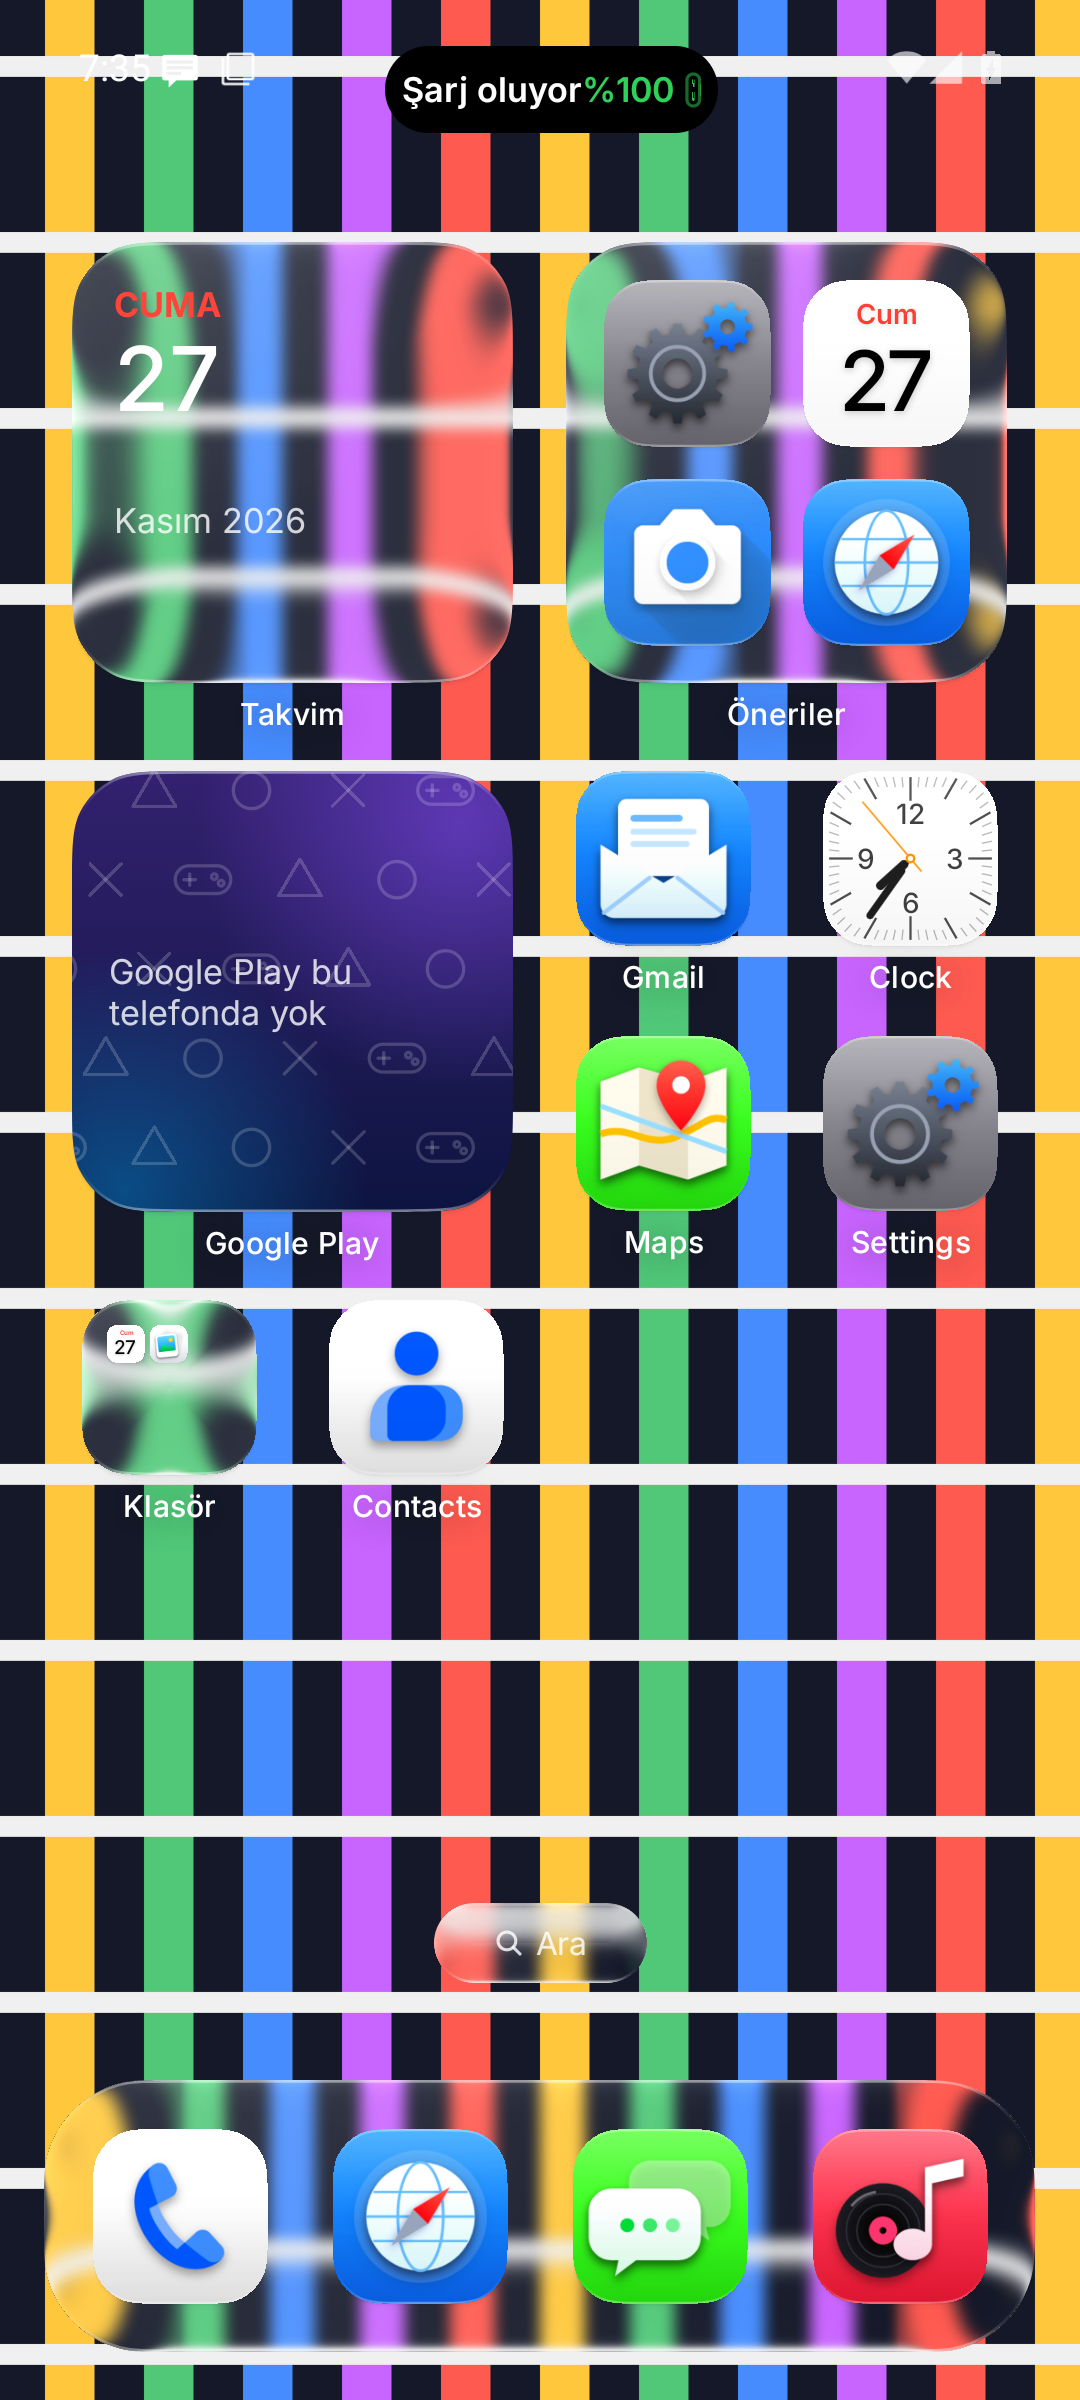 7:35
Şarj oluyor %100
CUMA
27
Kasım 2026
Takvim
Cum
27
Öneriler
Google Play bu
telefonda yok
Google Play
Gmail
12
9
3
6
Clock
Maps
Settings
Cum
27
Klasör
Contacts
Ara